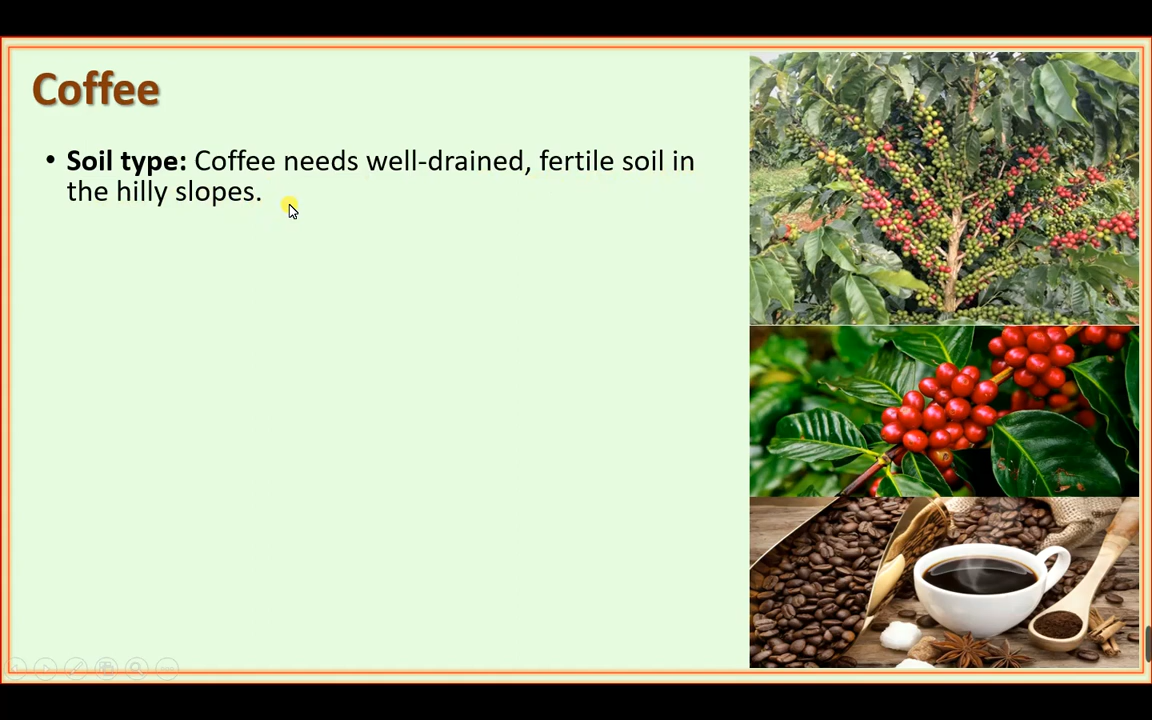 Coffee
• Soil type: Coffee needs well-drained, fertile soil in
the hilly slopes.